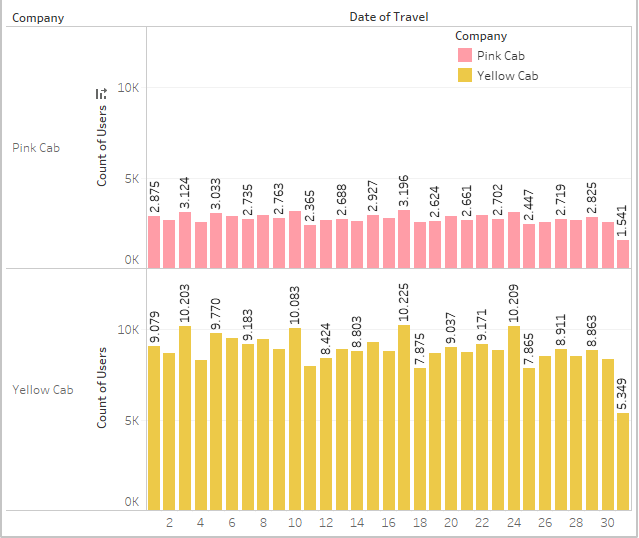 Company
Date of Travel
Company
Pink Cab
Yellow Cab
Pink Cab
Count of Users
10K
5K
0K
2.875
3.124
3.033
2.735
2.763
2.365
2.688
2.927
3.196
2.624
2.661
2.702
2.447
2.719
2.825
1.541
Yellow Cab
Count of Users
10K
5K
0K
9.079
10.203
9.770
9.183
10.083
8.424
8.803
10.225
7.875
9.037
9.171
10.209
7.865
8.911
8.863
5.349
2 4 6 8 10 12 14 16 18 20 22 24 26 28 30